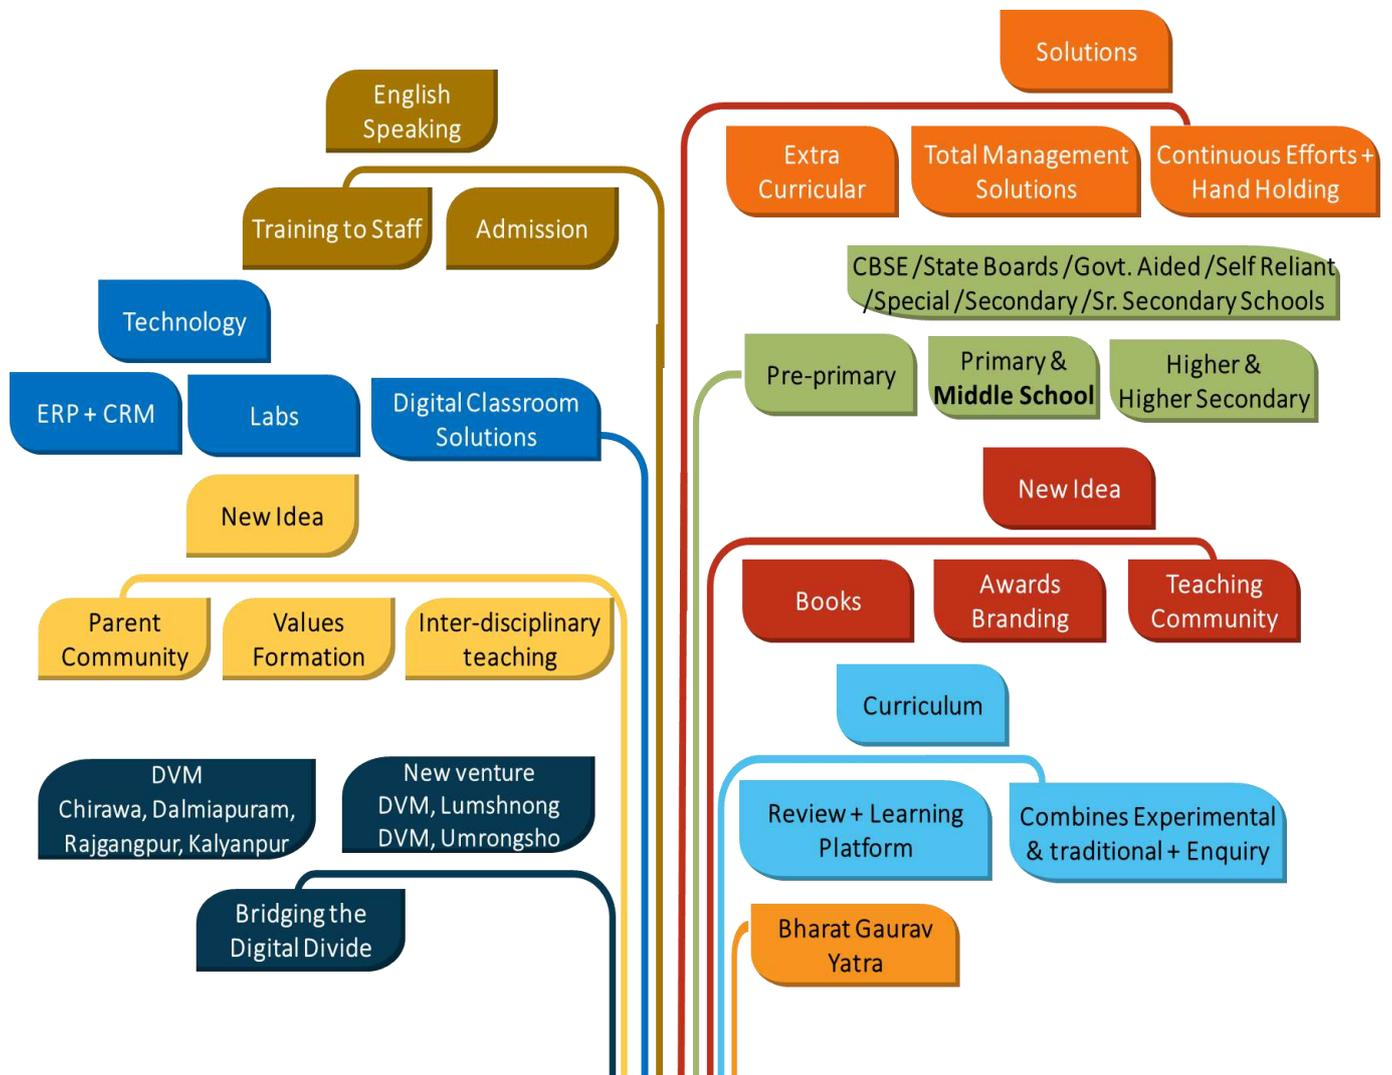 English
Speaking
Training to Staff
Admission
Technology
ERP + CRM
Labs
Digital Classroom
Solutions
New Idea
Parent
Community
Values
Formation
Inter-disciplinary
teaching
DVM
Chirawa, Dalmiapuram,
Rajgangpur, Kalyanpur
New venture
DVM, Lumshnong
DVM, Umrongsho
Bridging the
Digital Divide
Solutions
Extra
Curricular
Total Management
Solutions
Continuous Efforts +
Hand Holding
CBSE /State Boards /Govt. Aided /Self Reliant
/Special /Secondary /Sr. Secondary Schools
Pre-primary
Primary &
Middle School
Higher &
Higher Secondary
New Idea
Books
Awards
Branding
Teaching
Community
Curriculum
Review + Learning
Platform
Combines Experimental
& traditional + Enquiry
Bharat Gaurav
Yatra